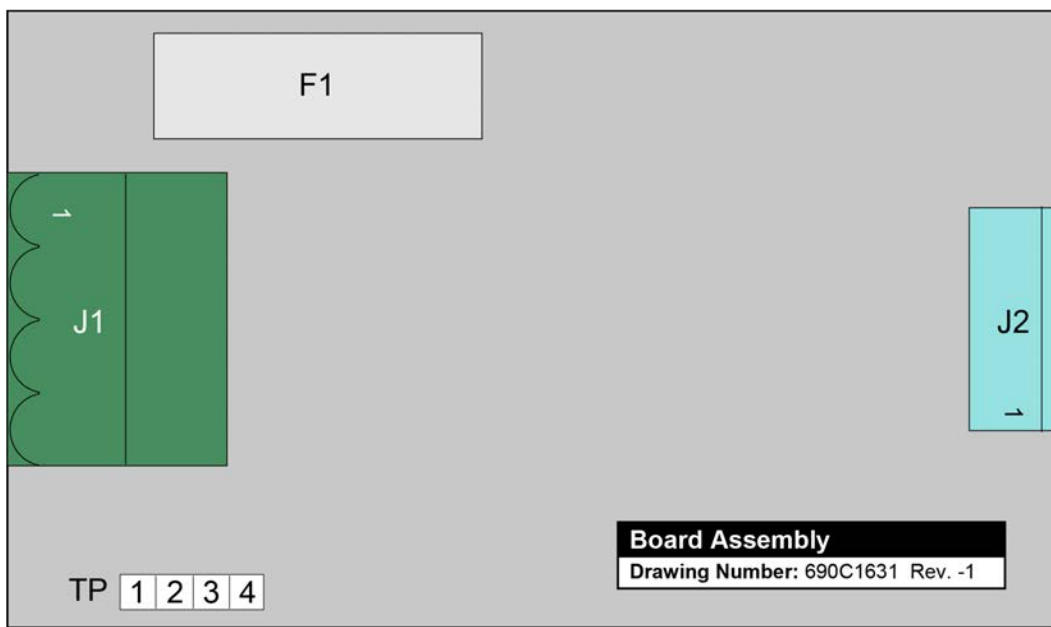 F1
1
J1
J2
1
Board Assembly
Drawing Number: 690C1631 Rev. -1
TP 1 2 3 4